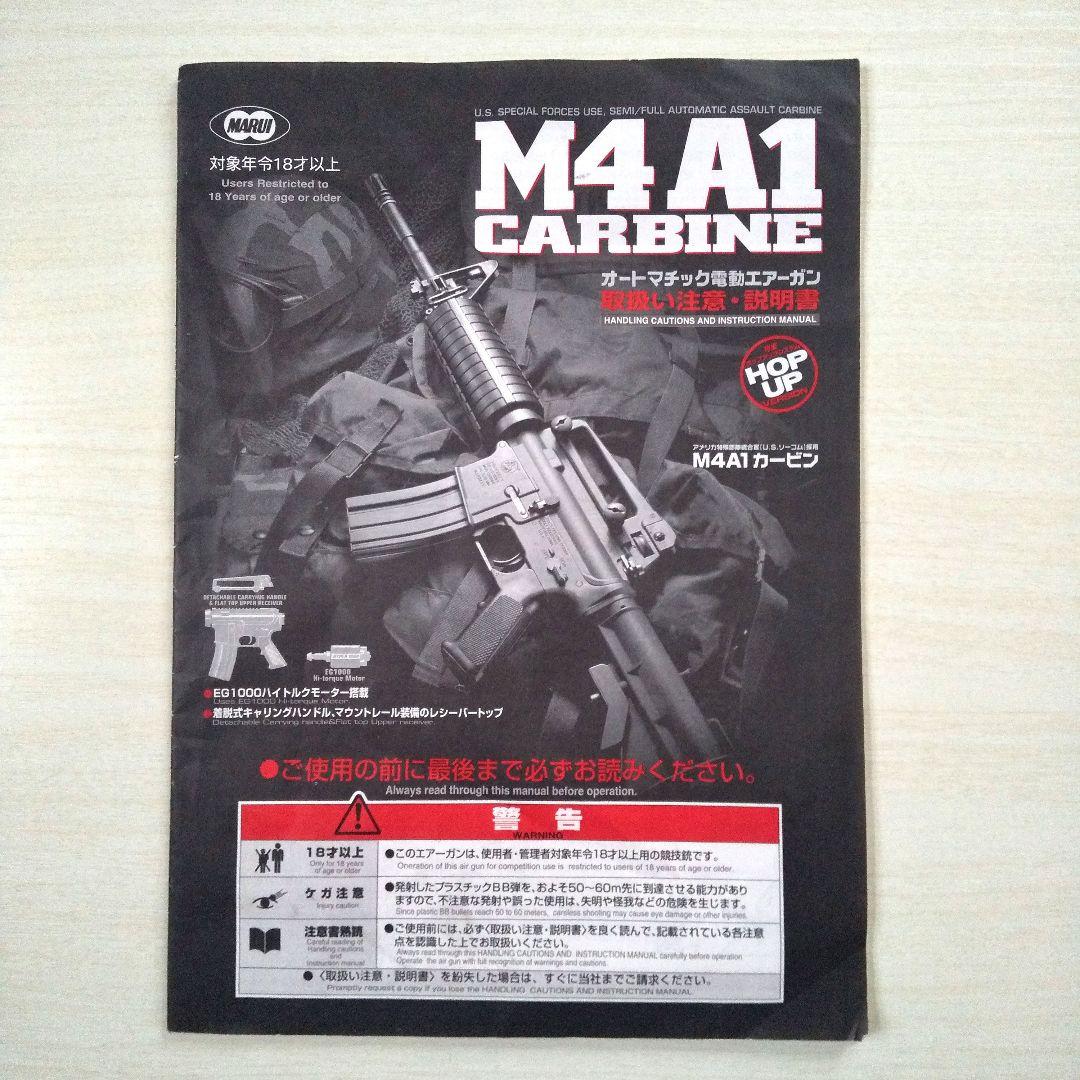 MARUI
対象年令18才以上
Users Restricted to
18 Years of age or older
U.S. SPECIAL FORCES USE, SEMI/FULL AUTOMATIC ASSAULT CARBINE
M4 A1
CARBINE
オートマチック電動エアーガン
取扱い注意・説明書
HANDLING CAUTIONS AND INSTRUCTION MANUAL
HOP
UP
VERSION
M4A1カービン
DETACHABLE CARRYING HANDLE
& FLAT TOP UPPER RECEIVER
EG1000
Hi-torque Motor
●EG1000ハイトルクモーター搭載
Uses EG1000 Hi-torque Motor.
●着脱式キャリングハンドル、マウントレール装備のレシーバートップ
Detachable Carrying handle&Flat top Upper receiver.
●ご使用の前に最後まで必ずお読みください。
Always read through this manual before operation.
警告
WARNING
18才以上
Only for 18 years
of age or older
●このエアーガンは、使用者・管理者対象年令18才以上用の競技銃です。
Oneration of this air gun for competition use is restricted to users of 18 years of age or older.
ケガ注意
Injury caution
●発射したプラスチックBB弾を、およそ50〜60m先に到達させる能力があり
ますので、不注意な発射や誤った使用は、失明や怪我などの危険を生じます。
Since plastic BB bullets reach 50 to 60 meters, careless shooting may cause eye damage or other injuries.
注意書熟読
Careful reading of
Handling cautions
and
Instruction manual
●ご使用前には、必ず〈取扱い注意・説明書〉を良く読んで、記載されている各注意
点を認識した上でお取扱いください。
Always read through this HANDLING CAUTIONS AND INSTRUCTION MANUAL carefully before operation.
Operate the air gun with full recognition of warnings and cautions.
●〈取扱い注意・説明書〉を紛失した場合は、すぐに当社までご請求ください。
Promptly request a copy if you lose the HANDLING CAUTIONS AND INSTRUCTION MANUAL.